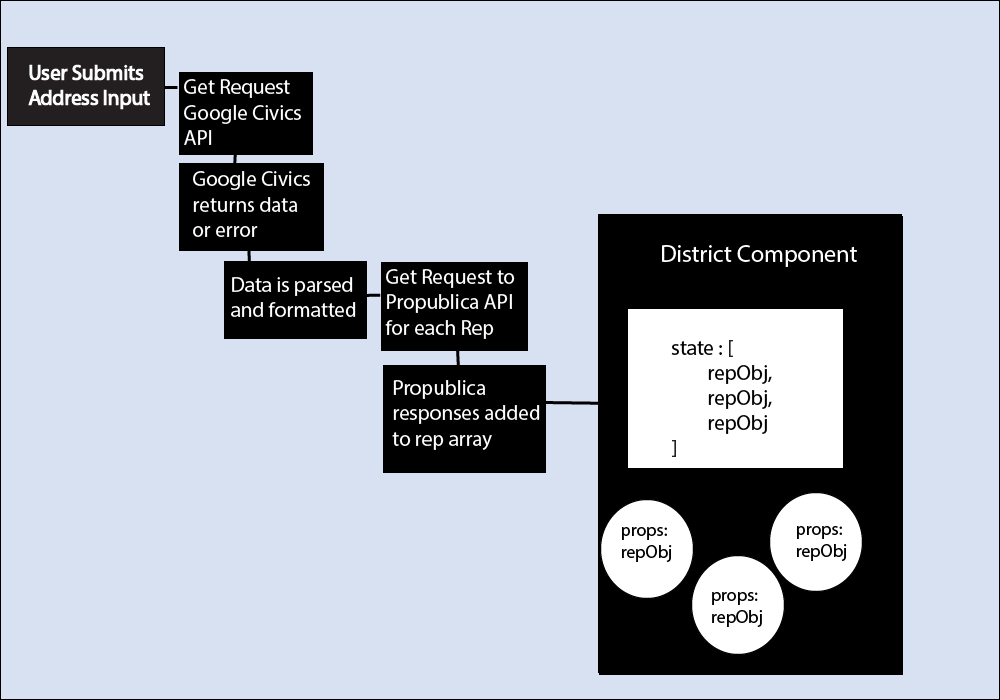 User Submits
Address Input
Get Request
Google Civics
API
Google Civics
returns data
or error
Data is parsed
and formatted
Get Request to
Propublica API
for each Rep
Propublica
responses added
to rep array
District Component
state : [
repObj,
repObj,
repObj
]
props:
repObj
props:
repObj
props:
repObj